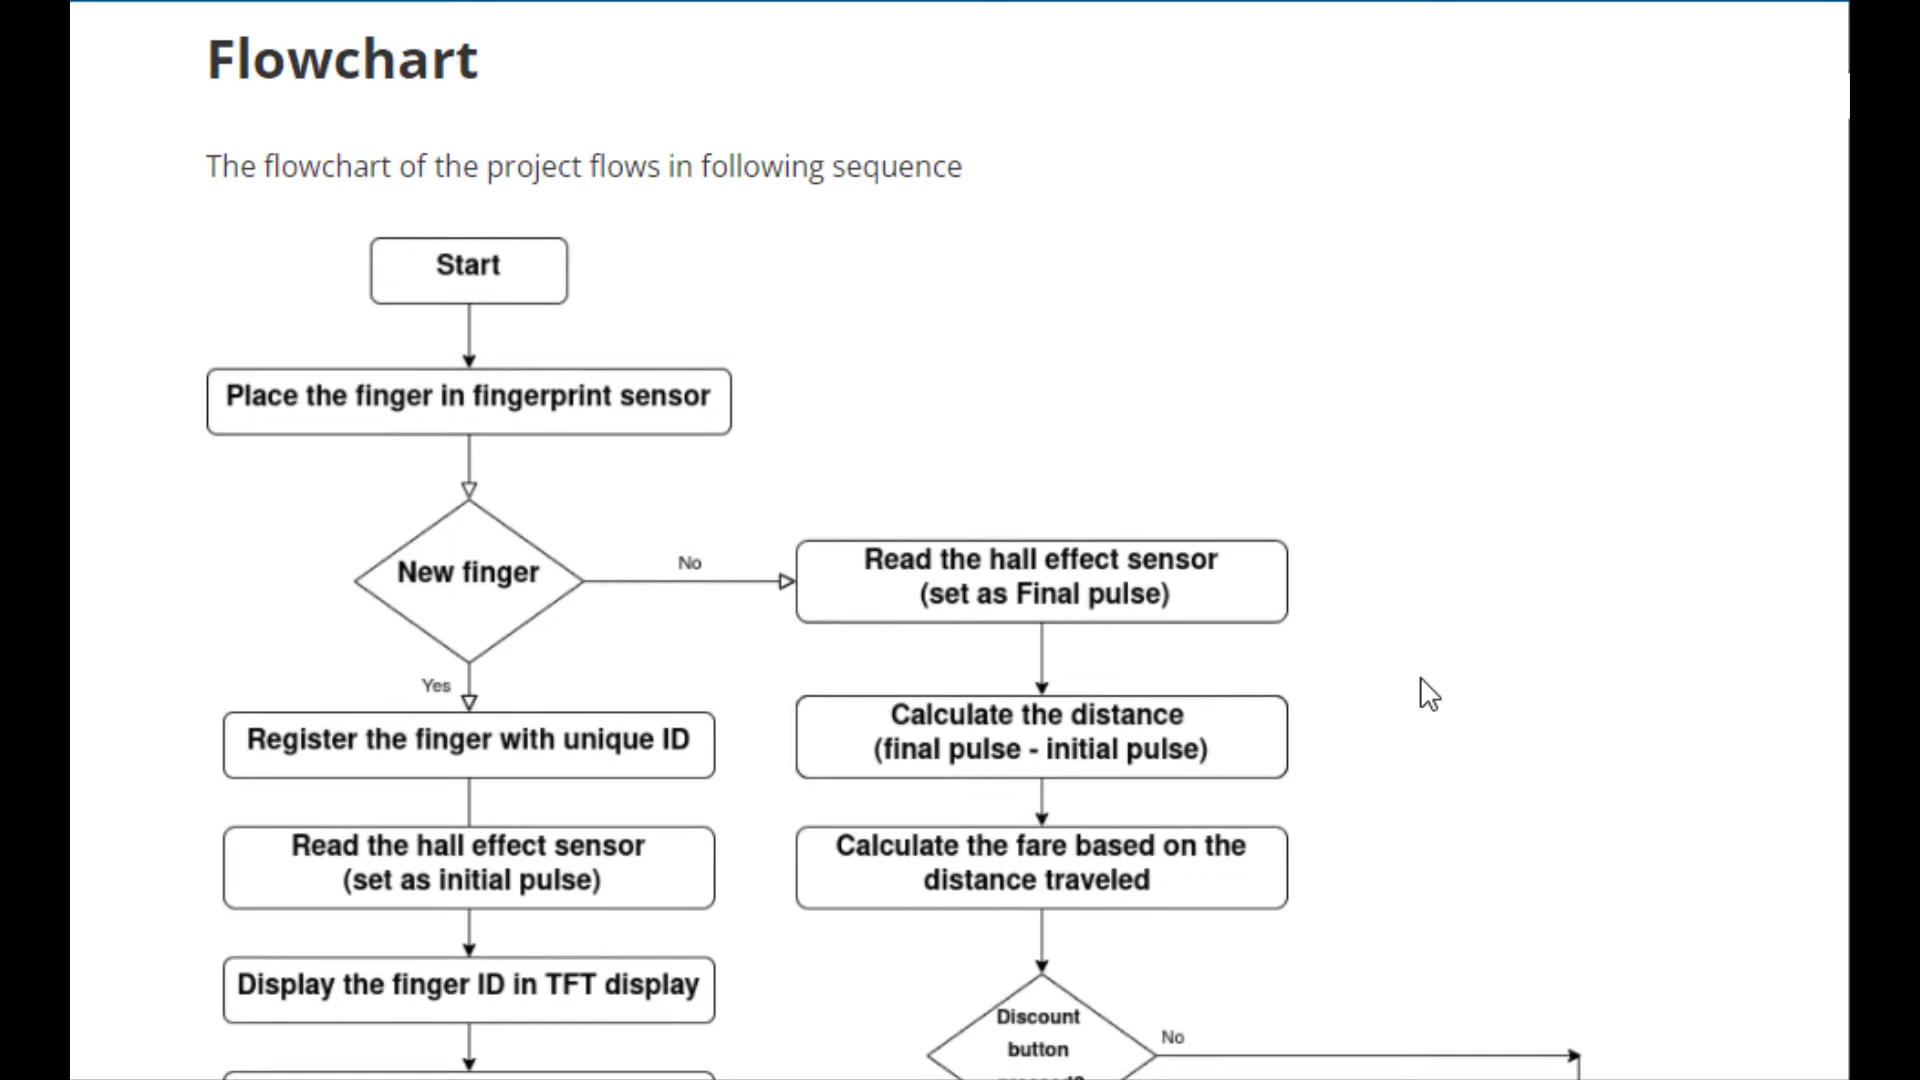 Flowchart
The flowchart of the project flows in following sequence
Start
Place the finger in fingerprint sensor
New finger
No
Read the hall effect sensor
(set as Final pulse)
Yes
Register the finger with unique ID
Calculate the distance
(final pulse - initial pulse)
Read the hall effect sensor
(set as initial pulse)
Calculate the fare based on the
distance traveled
Display the finger ID in TFT display
Discount
button
No